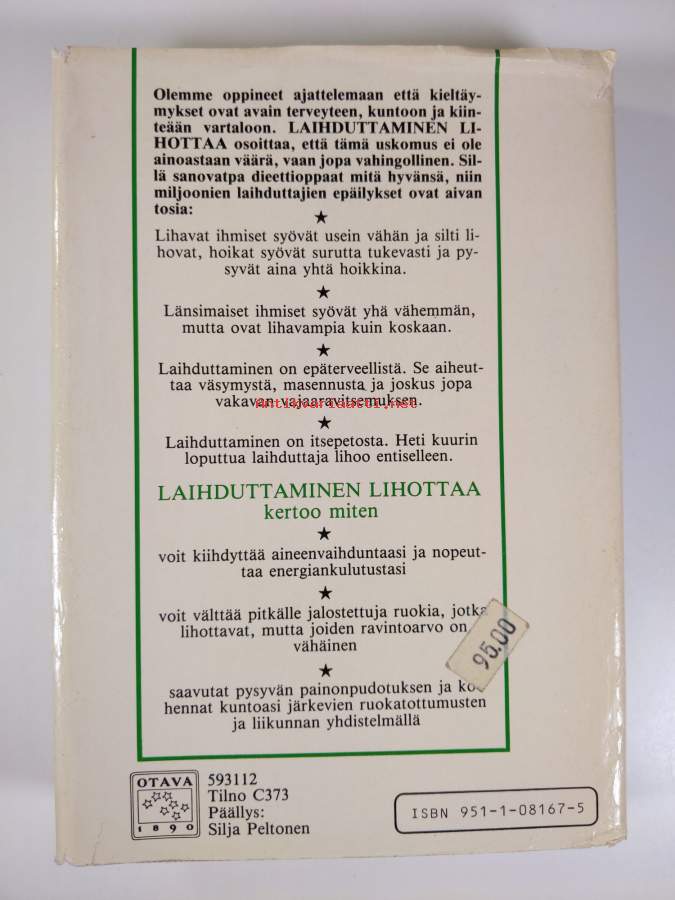 Olemme oppineet ajattelemaan että kieltäy-
mykset ovat avain terveyteen, kuntoon ja kiin-
teään vartaloon. LAIHDUTTAMINEN LI-
HOTTAA osoittaa, että tämä uskomus ei ole
ainoastaan väärä, vaan jopa vahingollinen. Sil-
lä sanovatpa dieettioppaat mitä hyvänsä, niin
miljoonien laihduttajien epäilykset ovat aivan
tosia:
★
Lihavat ihmiset syövät usein vähän ja silti li-
hovat, hoikat syövät surutta tukevasti ja py-
syvät aina yhtä hoikkina.
★
Länsimaiset ihmiset syövät yhä vähemmän,
mutta ovat lihavampia kuin koskaan.
★
Laihduttaminen on epäterveellistä. Se aiheut-
taa väsymystä, masennusta ja joskus jopa
vakavan vajaaravitsemuksen.
Antikvariaatti.net
★
Laihduttaminen on itsepetosta. Heti kuurin
loputtua laihduttaja lihoo entiselleen.
LAIHDUTTAMINEN LIHOTTAA
kertoo miten
★
voit kiihdyttää aineenvaihduntaasi ja nopeut-
taa energiankulutustasi
★
voit välttää pitkälle jalostettuja ruokia, jotka
lihottavat, mutta joiden ravintoarvo on
vähäinen
95,00
★
saavutat pysyvän painonpudotuksen ja ko-
hennat kuntoasi järkevien ruokatottumusten
ja liikunnan yhdistelmällä
OTAVA
1890
593112
Tilno C373
Päällys:
Silja Peltonen
ISBN 951-1-08167-5